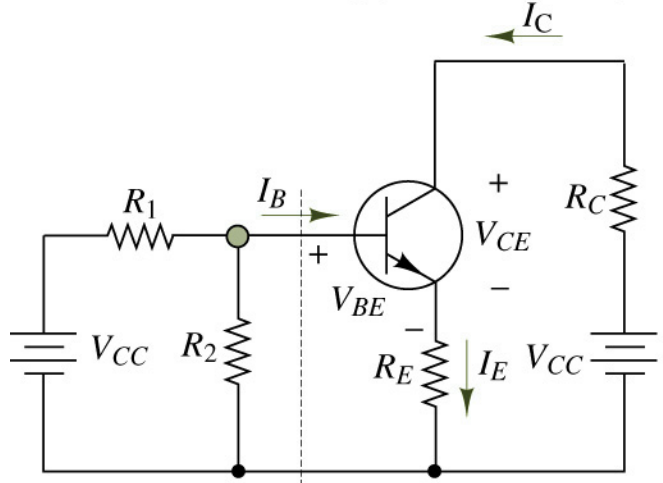 I_C
R_1
I_B
+
R_C
+
V_CE
V_BE
−
−
V_CC
R_2
R_E
I_E
V_CC